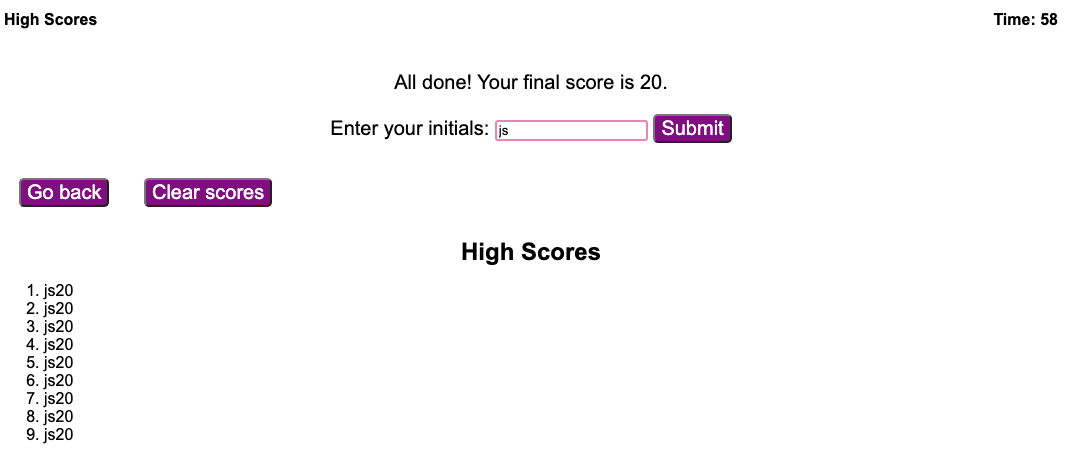 High Scores Time: 58
All done! Your final score is 20.
Enter your initials: js Submit
Go back Clear scores
High Scores
1. js20
2. js20
3. js20
4. js20
5. js20
6. js20
7. js20
8. js20
9. js20